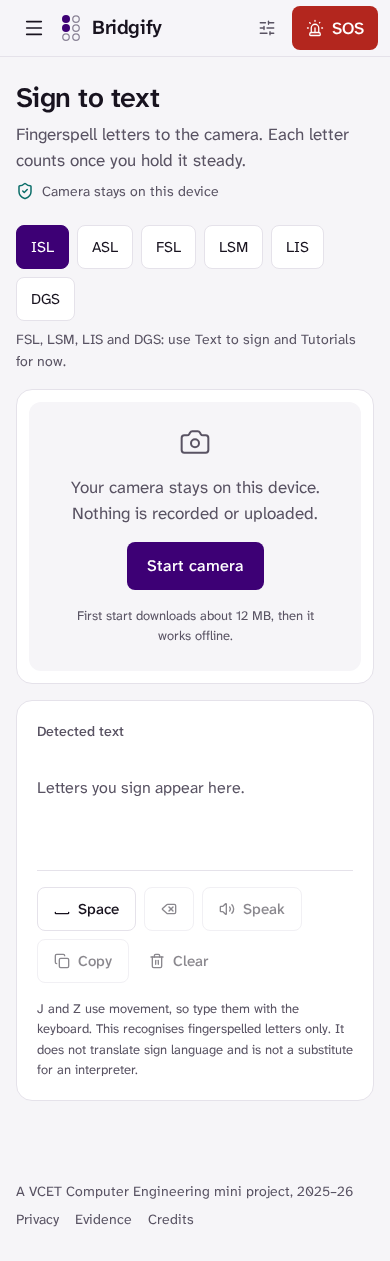 Bridgify
SOS
Sign to text
Fingerspell letters to the camera. Each letter
counts once you hold it steady.
Camera stays on this device
ISL ASL FSL LSM LIS
DGS
FSL, LSM, LIS and DGS: use Text to sign and Tutorials
for now.
Your camera stays on this device.
Nothing is recorded or uploaded.
Start camera
First start downloads about 12 MB, then it
works offline.
Detected text
Letters you sign appear here.
Space Speak
Copy Clear
J and Z use movement, so type them with the
keyboard. This recognises fingerspelled letters only. It
does not translate sign language and is not a substitute
for an interpreter.
A VCET Computer Engineering mini project, 2025–26
Privacy Evidence Credits